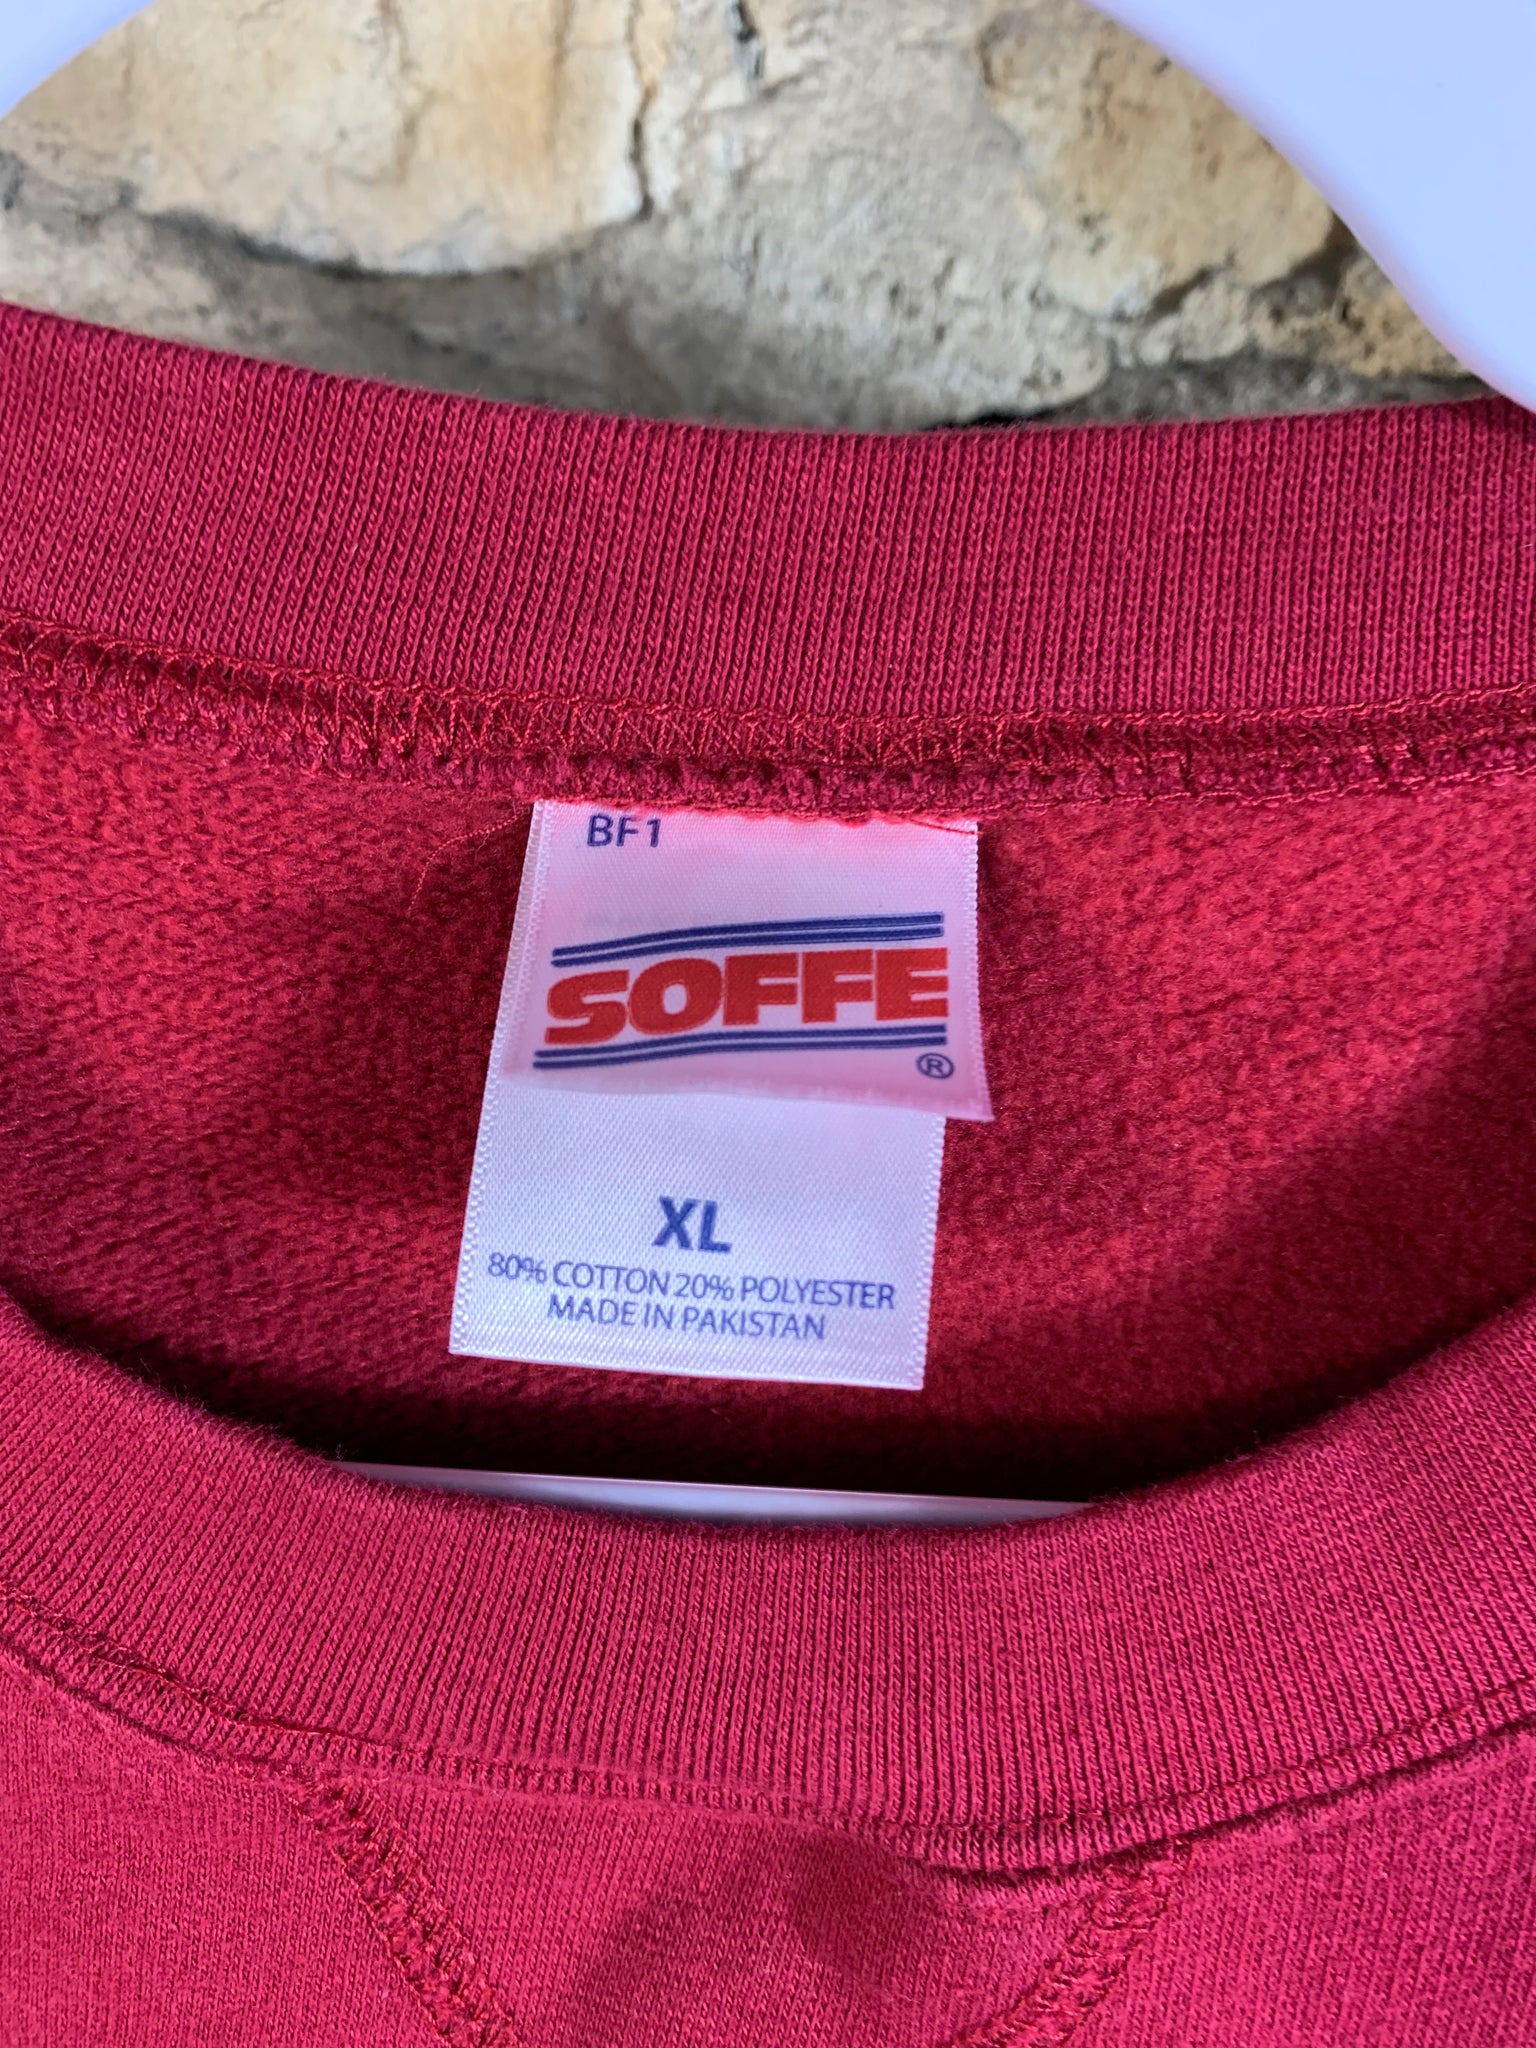 BF1
SOFFE
®
XL
80% COTTON 20% POLYESTER
MADE IN PAKISTAN